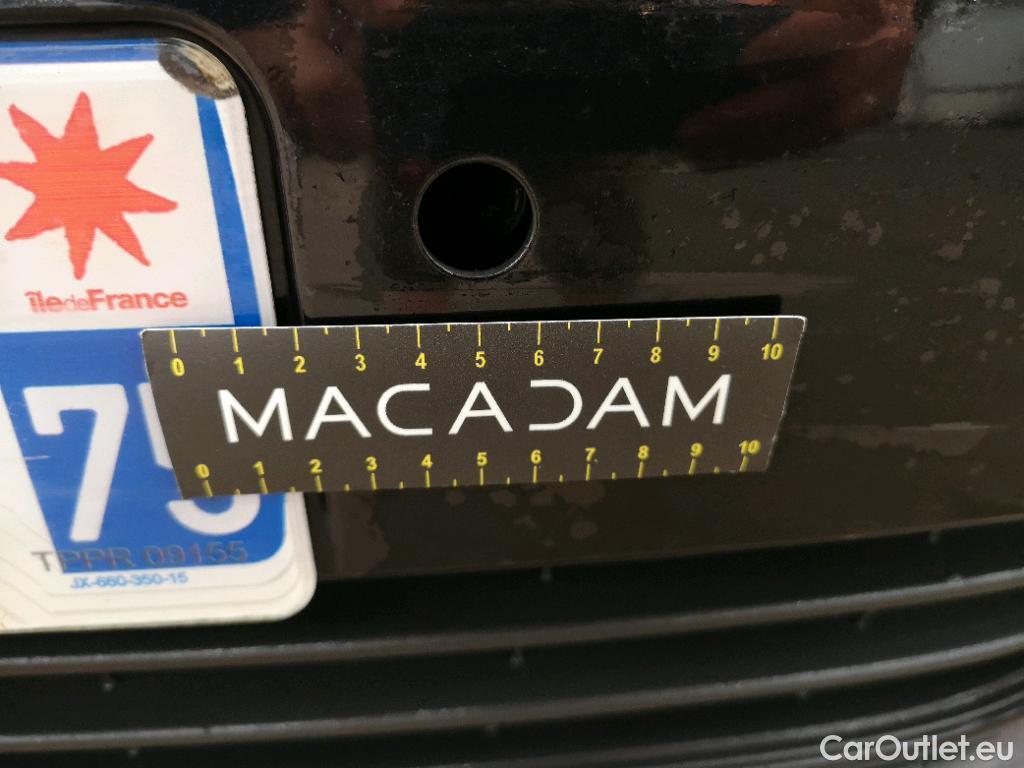 îledeFrance
0 1 2 3 4 5 6 7 8 9 10
MACADAM
0 1 2 3 4 5 6 7 8 9 10
75
TPPR 09155
JX-660-350-15
CarOutlet.eu